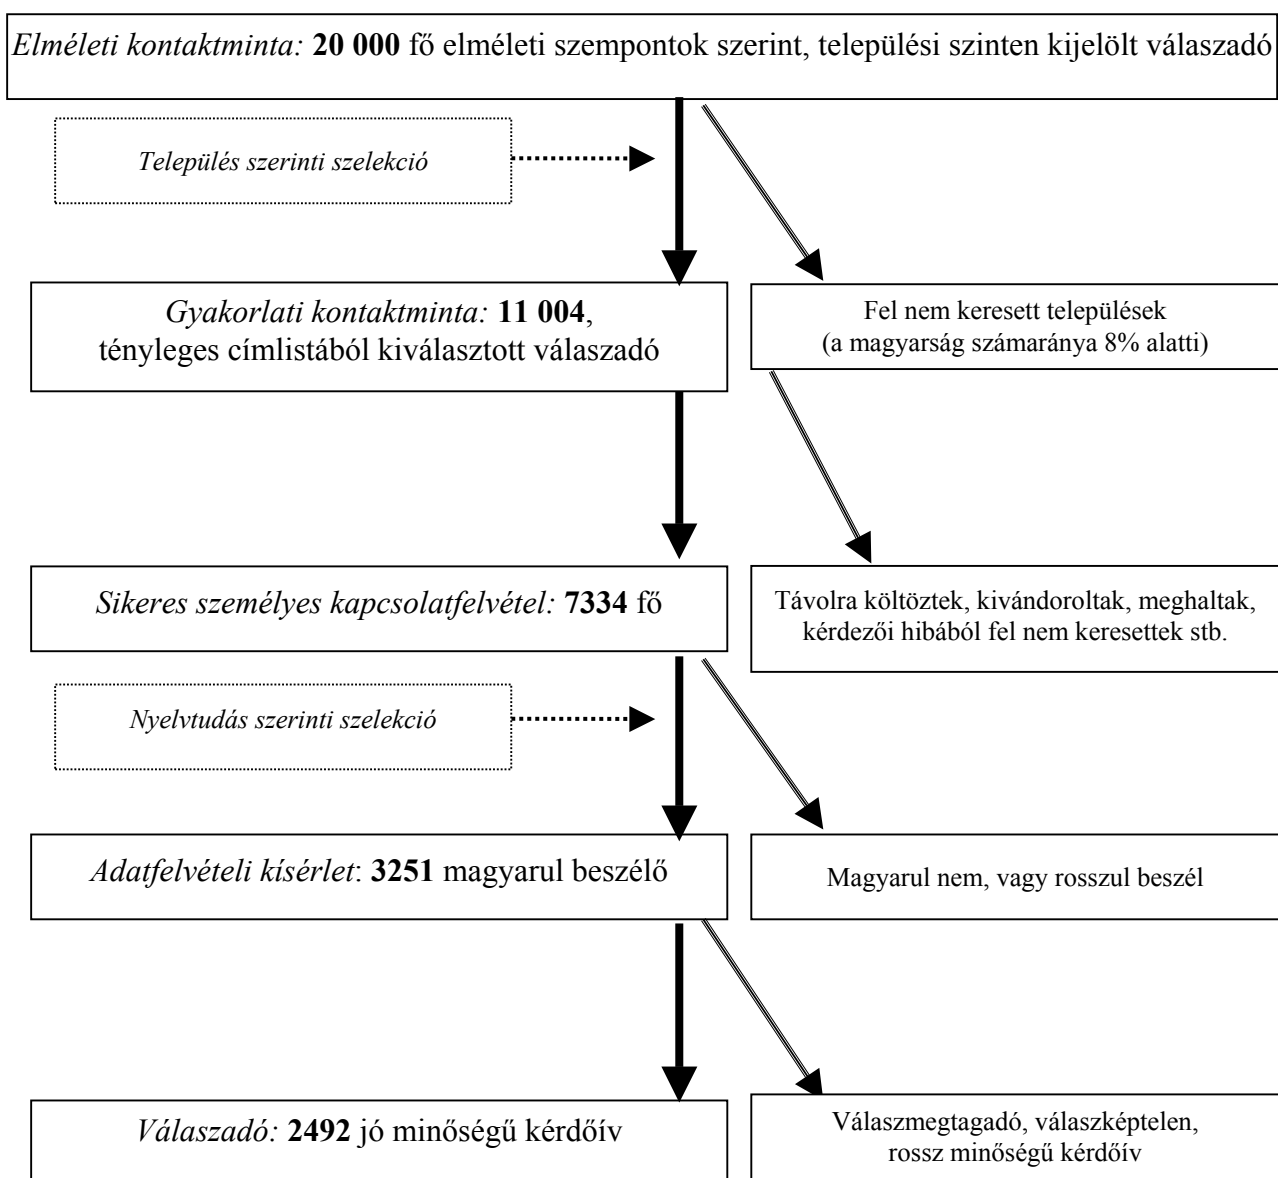 Elméleti kontaktminta: 20 000 fő elméleti szempontok szerint, települési szinten kijelölt válaszadó
Település szerinti szelekció
Gyakorlati kontaktminta: 11 004,
tényleges címlistából kiválasztott válaszadó
Fel nem keresett települések
(a magyarság számaránya 8% alatti)
Sikeres személyes kapcsolatfelvétel: 7334 fő
Távolra költöztek, kivándoroltak, meghaltak,
kérdezői hibából fel nem keresettek stb.
Nyelvtudás szerinti szelekció
Adatfelvételi kísérlet: 3251 magyarul beszélő
Magyarul nem, vagy rosszul beszél
Válaszadó: 2492 jó minőségű kérdőív
Válaszmegtagadó, válaszképtelen,
rossz minőségű kérdőív